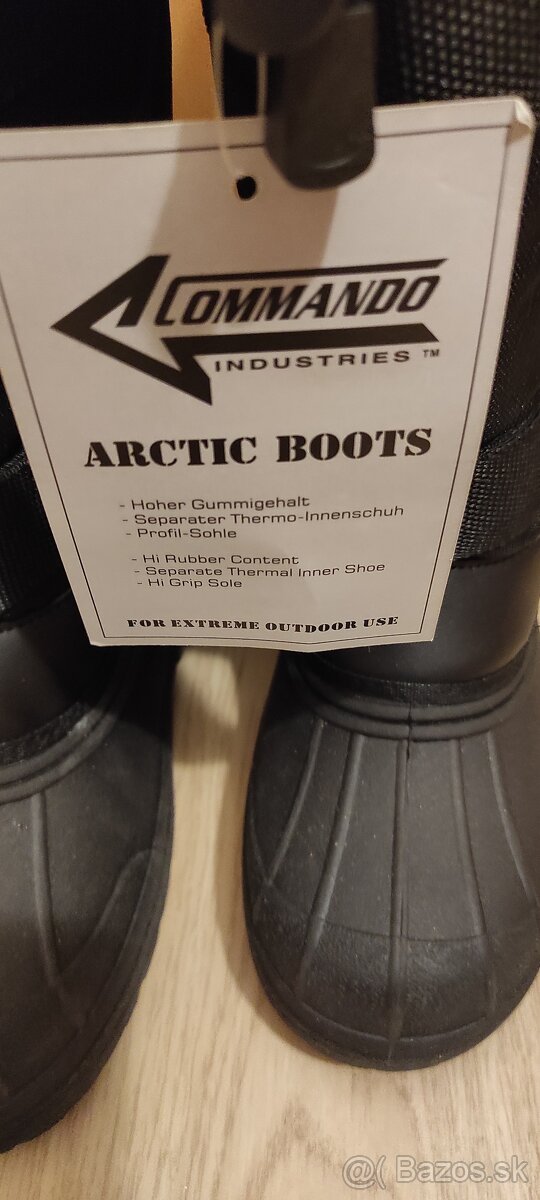 COMMANDO
INDUSTRIES ™
ARCTIC BOOTS
- Hoher Gummigehalt
- Separater Thermo-Innenschuh
- Profil-Sohle
- Hi Rubber Content
- Separate Thermal Inner Shoe
- Hi Grip Sole
FOR EXTREME OUTDOOR USE
@( Bazos.sk